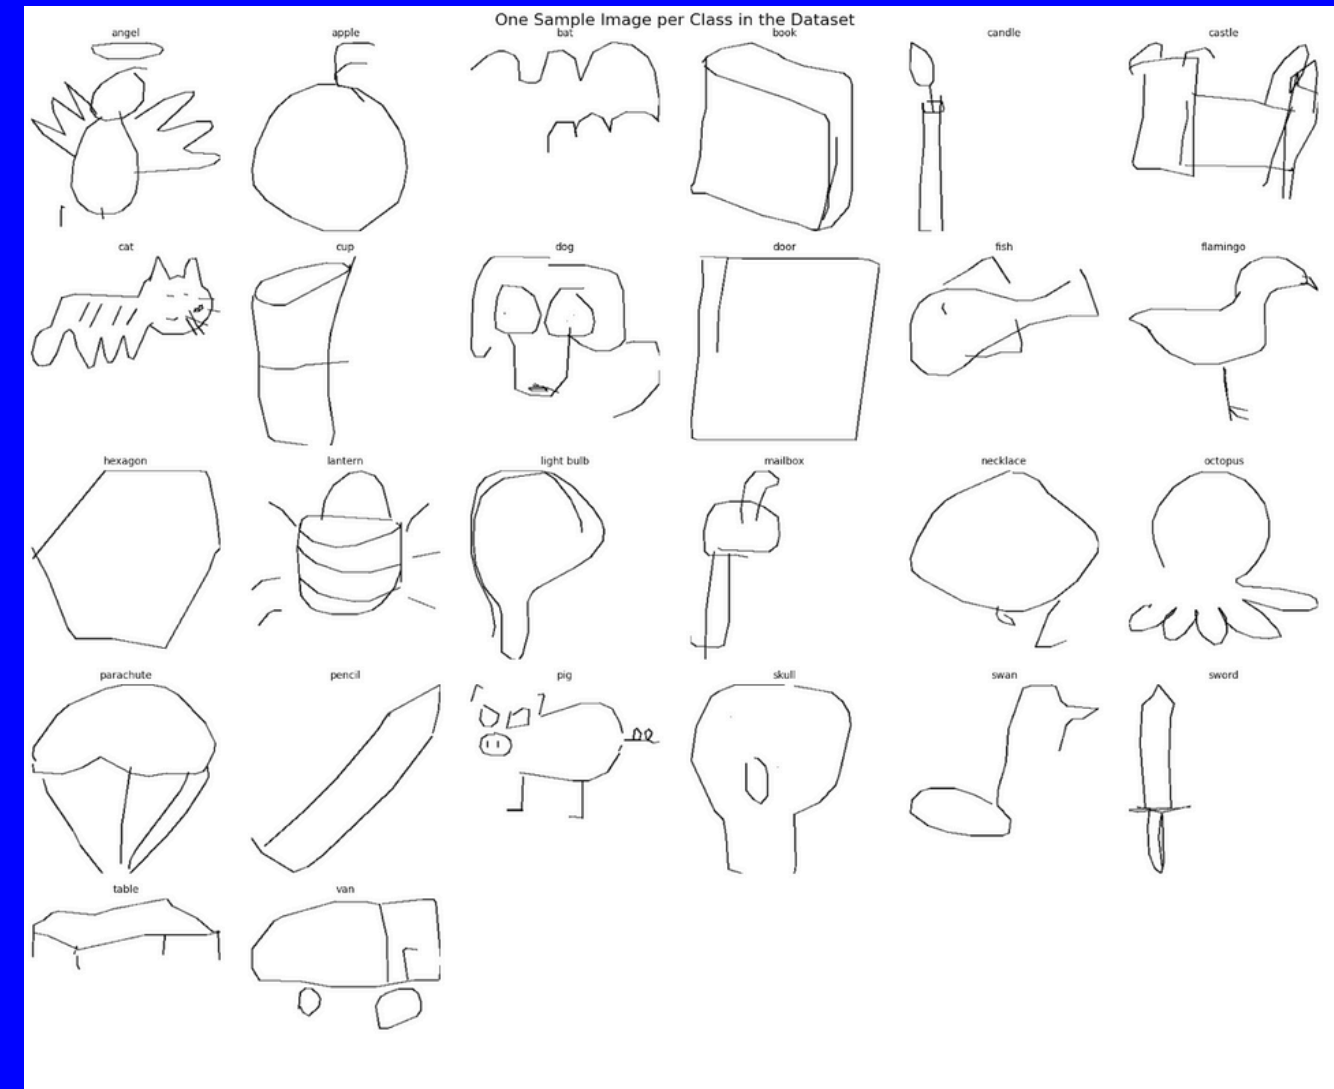 One Sample Image per Class in the Dataset
angel apple bat book candle castle
cat cup dog door fish flamingo
hexagon lantern light bulb mailbox necklace octopus
parachute pencil pig skull swan sword
table van